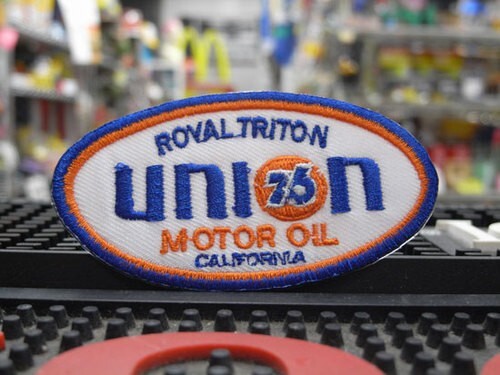 ROYAL TRITON
union 76
MOTOR OIL
CALIFORNIA